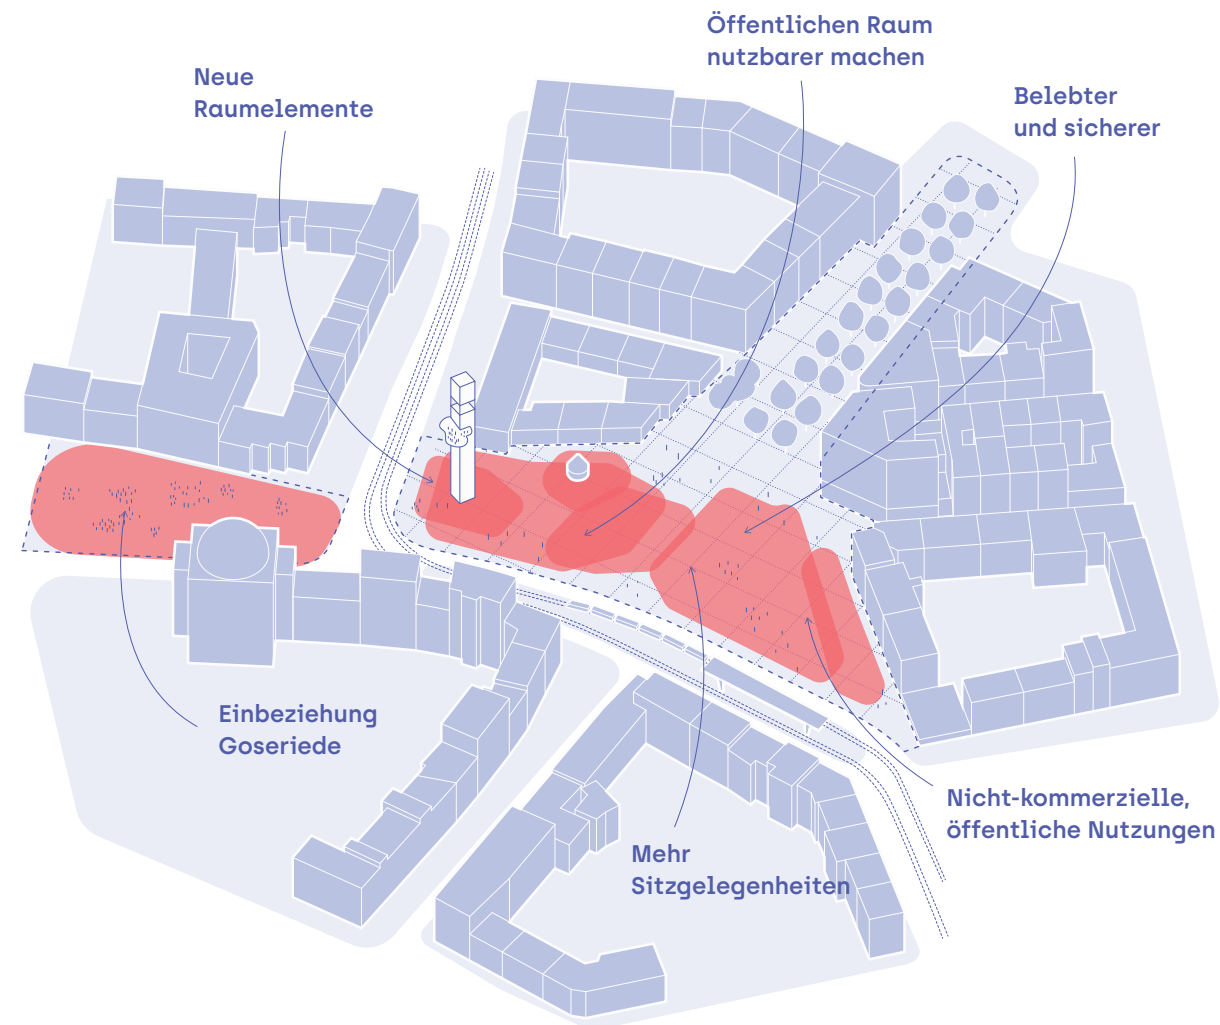 Öffentlichen Raum
nutzbarer machen
Neue
Raumelemente
Belebter
und sicherer
Einbeziehung
Goseriede
Nicht-kommerzielle,
öffentliche Nutzungen
Mehr
Sitzgelegenheiten